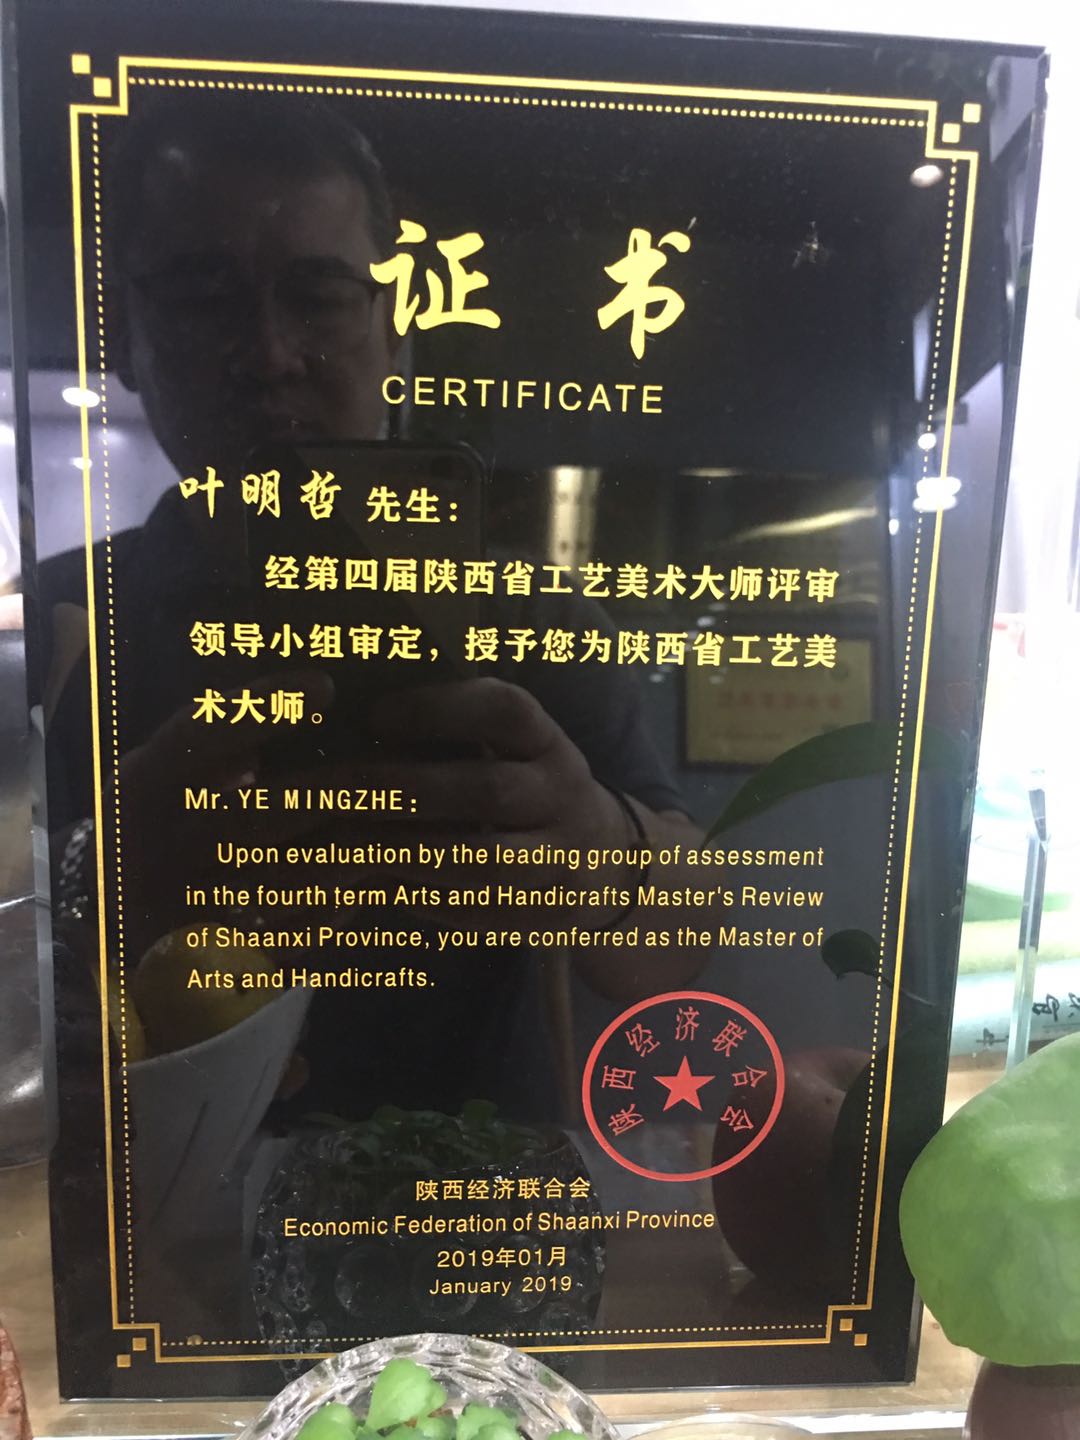 证书
CERTIFICATE
叶明哲 先生：
经第四届陕西省工艺美术大师评审
领导小组审定，授予您为陕西省工艺美
术大师。
Mr. YE MINGZHE：
Upon evaluation by the leading group of assessment
in the fourth term Arts and Handicrafts Master's Review
of Shaanxi Province, you are conferred as the Master of
Arts and Handicrafts.
陕西经济联合会
陕西经济联合会
Economic Federation of Shaanxi Province
2019年01月
January 2019